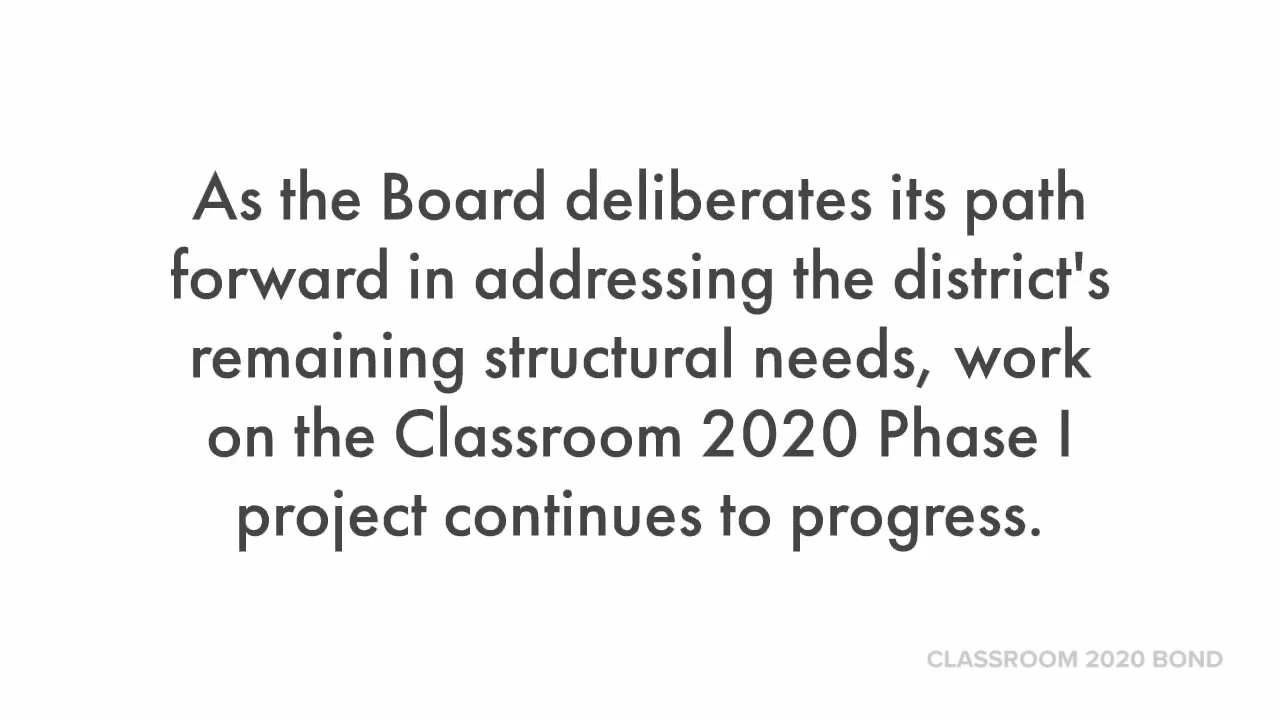 As the Board deliberates its path
forward in addressing the district's
remaining structural needs, work
on the Classroom 2020 Phase I
project continues to progress.
CLASSROOM 2020 BOND